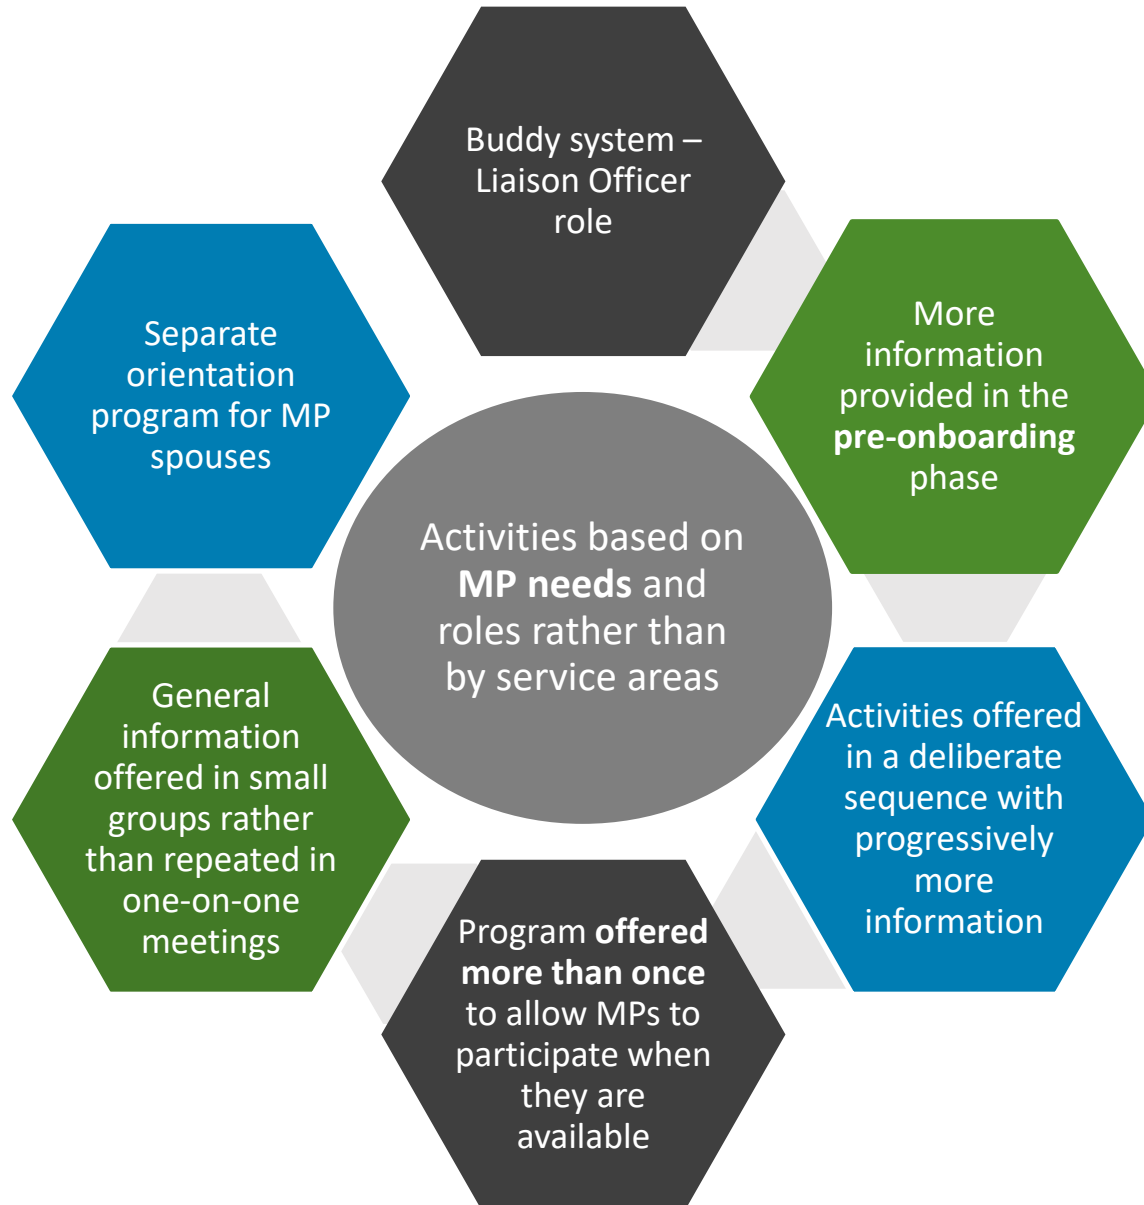 Buddy system –
Liaison Officer
role
More
information
provided in the
pre-onboarding
phase
Activities offered
in a deliberate
sequence with
progressively
more
information
Program offered
more than once
to allow MPs to
participate when
they are
available
General
information
offered in small
groups rather
than repeated in
one-on-one
meetings
Separate
orientation
program for MP
spouses
Activities based on
MP needs and
roles rather than
by service areas